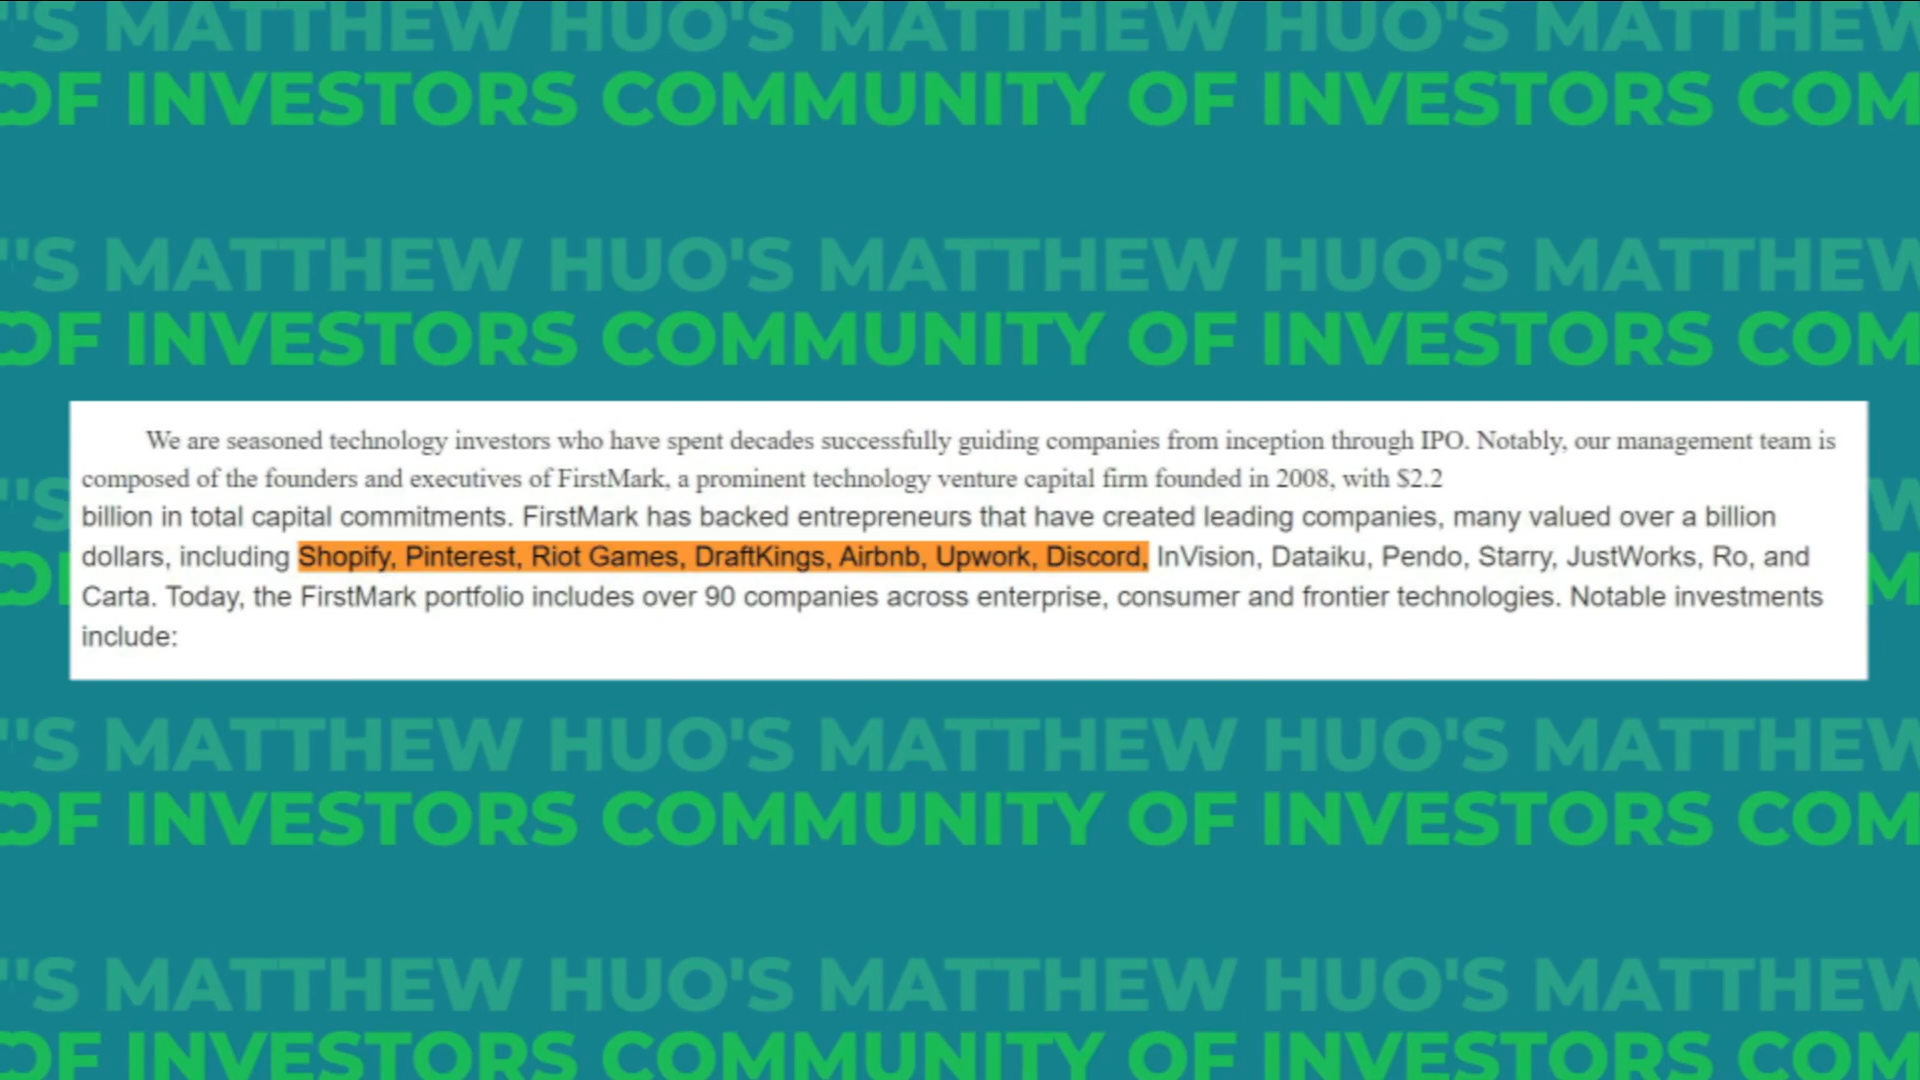 'S MATTHEW HUO'S MATTHEW HUO'S MATTHEW
OF INVESTORS COMMUNITY OF INVESTORS COM
'S MATTHEW HUO'S MATTHEW HUO'S MATTHEW
OF INVESTORS COMMUNITY OF INVESTORS COM
We are seasoned technology investors who have spent decades successfully guiding companies from inception through IPO. Notably, our management team is
composed of the founders and executives of FirstMark, a prominent technology venture capital firm founded in 2008, with $2.2
billion in total capital commitments. FirstMark has backed entrepreneurs that have created leading companies, many valued over a billion
dollars, including Shopify, Pinterest, Riot Games, DraftKings, Airbnb, Upwork, Discord, InVision, Dataiku, Pendo, Starry, JustWorks, Ro, and
Carta. Today, the FirstMark portfolio includes over 90 companies across enterprise, consumer and frontier technologies. Notable investments
include:
'S MATTHEW HUO'S MATTHEW HUO'S MATTHEW
OF INVESTORS COMMUNITY OF INVESTORS COM
'S MATTHEW HUO'S MATTHEW HUO'S MATTHEW
OF INVESTORS COMMUNITY OF INVESTORS COM